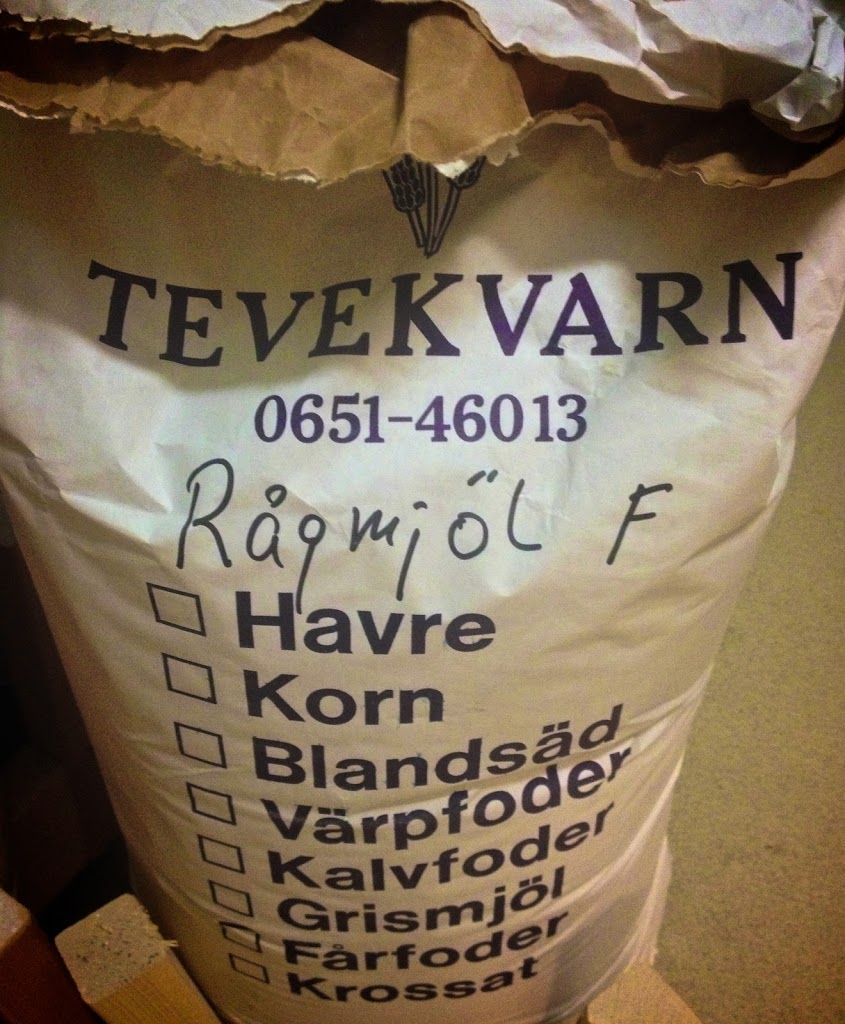 TEVEKVARN
0651-46013
Rågmjöl F
Havre
Korn
Blandsäd
Värpfoder
Kalvfoder
Grismjöl
Fårfoder
Krossat